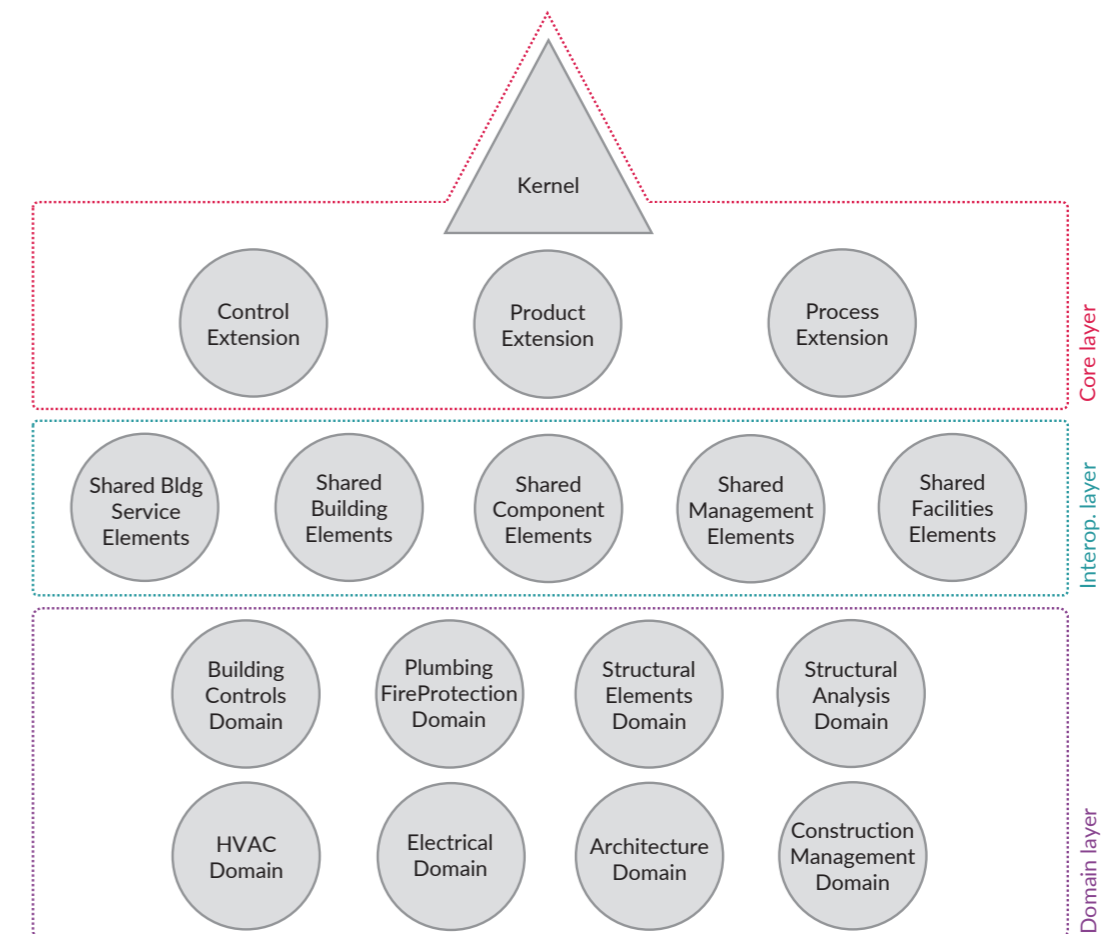 Kernel
Control
Extension
Product
Extension
Process
Extension
Core layer
Shared Bldg
Service
Elements
Shared
Building
Elements
Shared
Component
Elements
Shared
Management
Elements
Shared
Facilities
Elements
Interop. layer
Building
Controls
Domain
Plumbing
FireProtection
Domain
Structural
Elements
Domain
Structural
Analysis
Domain
HVAC
Domain
Electrical
Domain
Architecture
Domain
Construction
Management
Domain
Domain layer